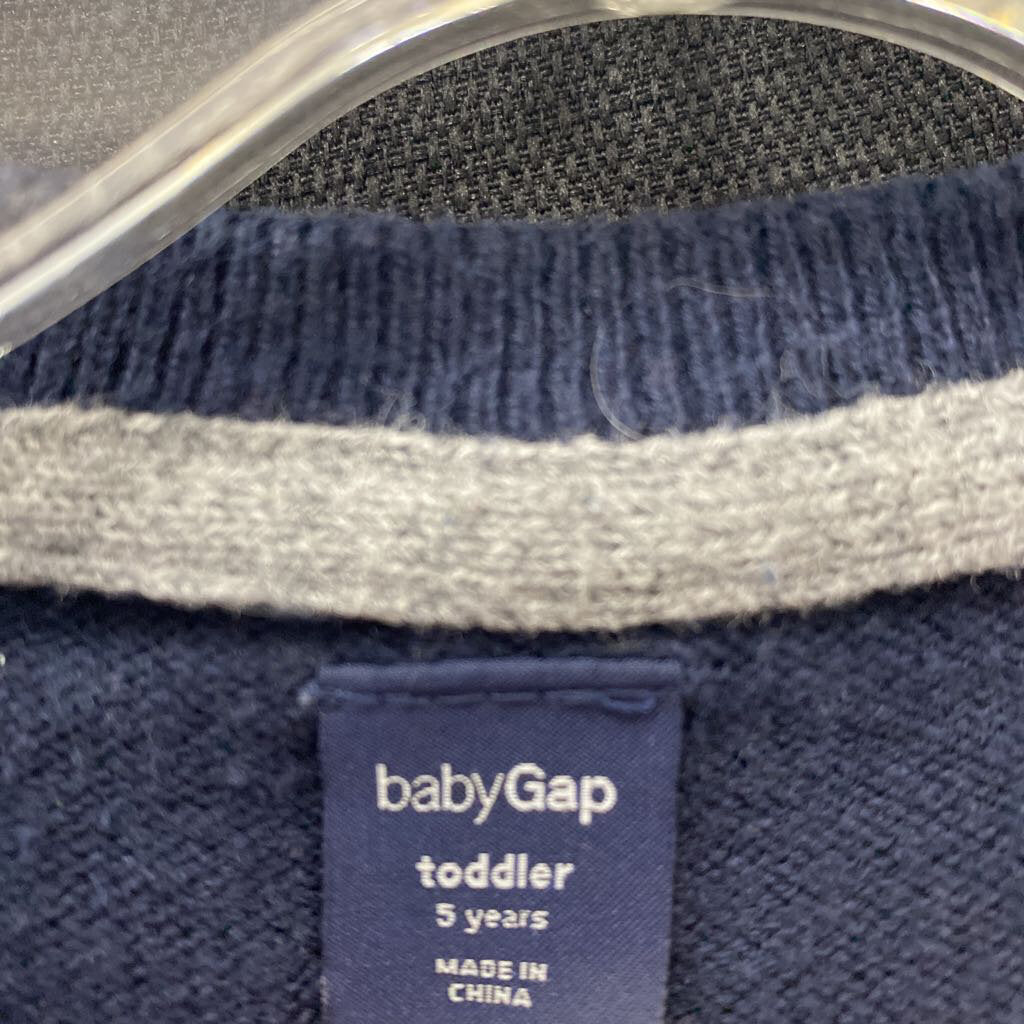 babyGap
toddler
5 years
MADE IN
CHINA